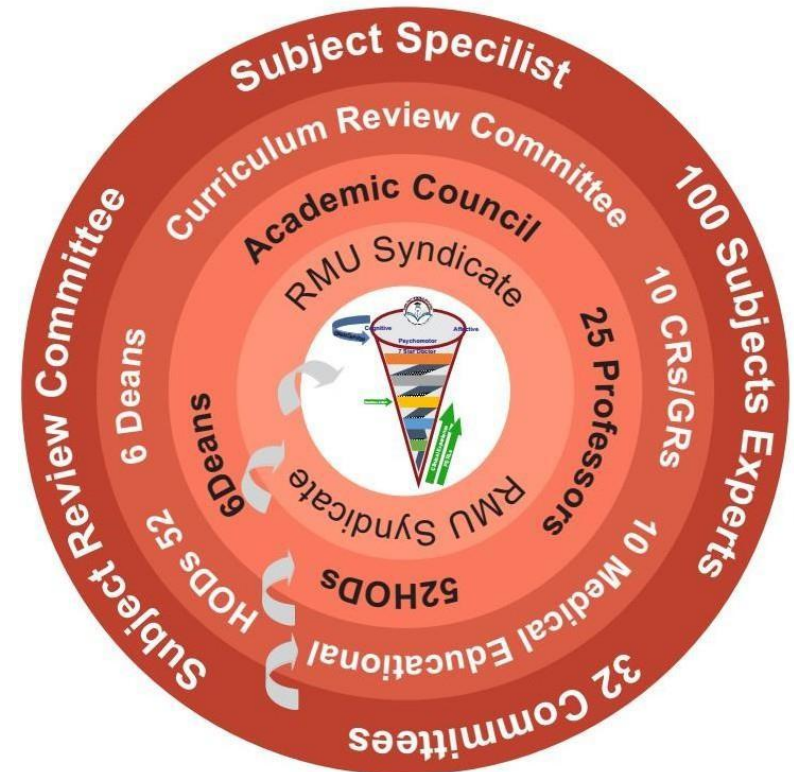 Subject Specilist
100 Subjects Experts
32 Committees
Subject Review Committee
Curriculum Review Committee
10 CRs/GRs
10 Medical Educational
HODs 52
6 Deans
Academic Council
25 Professors
52HODs
6Deans
RMU Syndicate
RMU Syndicate
Cognitive
Affective
Psychomotor
7 Star Doctor